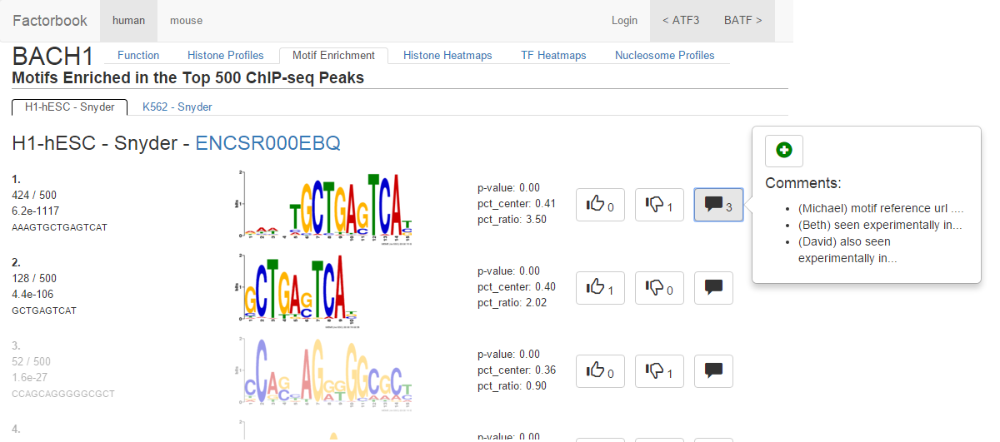 Factorbook human mouse Login < ATF3 BATF >
BACH1 Function Histone Profiles Motif Enrichment Histone Heatmaps TF Heatmaps Nucleosome Profiles
Motifs Enriched in the Top 500 ChIP-seq Peaks
H1-hESC - Snyder K562 - Snyder
H1-hESC - Snyder - ENCSR000EBQ
1.
424 / 500
6.2e-1117
AAAGTGCTGAGTCAT
p-value: 0.00
pct_center: 0.41
pct_ratio: 3.50
0 1 3
Comments:
• (Michael) motif reference url ....
• (Beth) seen experimentally in...
• (David) also seen
experimentally in...
2.
128 / 500
4.4e-106
GCTGAGTCAT
p-value: 0.00
pct_center: 0.40
pct_ratio: 2.02
1 0
3.
52 / 500
1.6e-27
CCAGCAGGGGGCGCT
p-value: 0.00
pct_center: 0.36
pct_ratio: 0.90
0 1
4.
p-value: 0.00